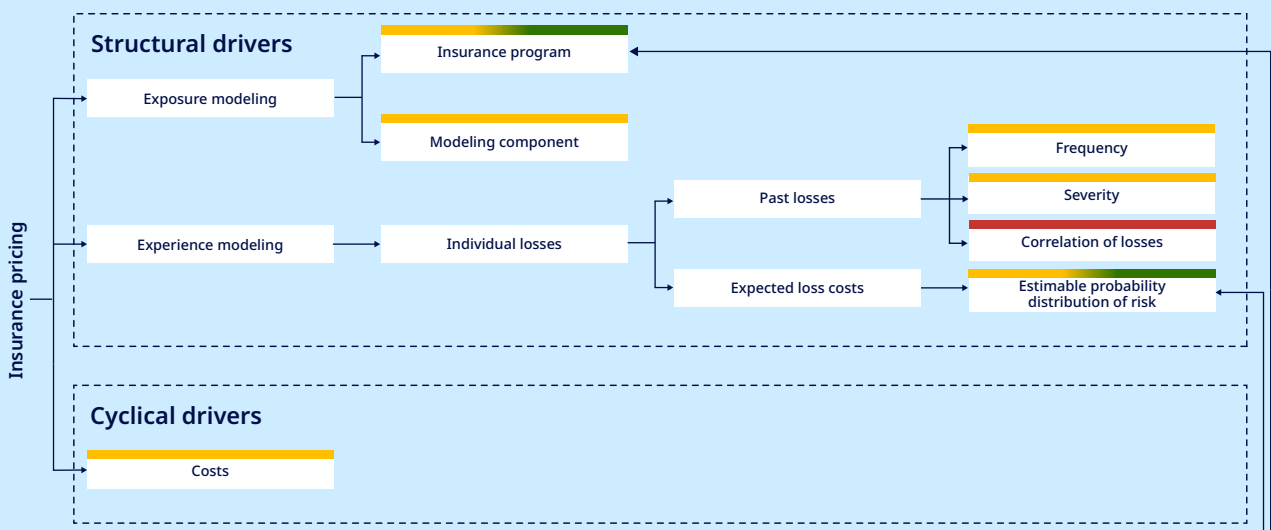 Insurance pricing
Structural drivers
Exposure modeling
Insurance program
Modeling component
Experience modeling
Individual losses
Past losses
Frequency
Severity
Correlation of losses
Expected loss costs
Estimable probability
distribution of risk
Cyclical drivers
Costs